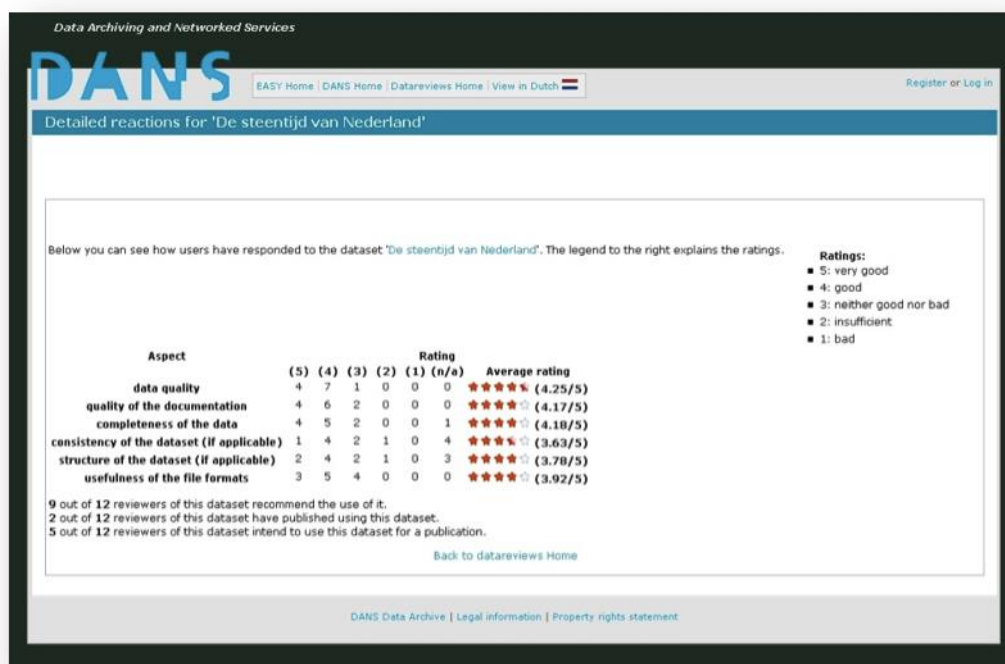 Data Archiving and Networked Services
DANS
EASY Home | DANS Home | Datareviews Home | View in Dutch
Register or Log in
Detailed reactions for 'De steentijd van Nederland'
Below you can see how users have responded to the dataset 'De steentijd van Nederland'. The legend to the right explains the ratings.
Ratings:
5: very good
4: good
3: neither good nor bad
2: insufficient
1: bad
Aspect Rating
(5) (4) (3) (2) (1) (n/a) Average rating
data quality 4 7 1 0 0 0 (4.25/5)
quality of the documentation 4 6 2 0 0 0 (4.17/5)
completeness of the data 4 5 2 0 0 1 (4.18/5)
consistency of the dataset (if applicable) 1 4 2 1 0 4 (3.63/5)
structure of the dataset (if applicable) 2 4 2 1 0 3 (3.78/5)
usefulness of the file formats 3 5 4 0 0 0 (3.92/5)
9 out of 12 reviewers of this dataset recommend the use of it.
2 out of 12 reviewers of this dataset have published using this dataset.
5 out of 12 reviewers of this dataset intend to use this dataset for a publication.
Back to datareviews Home
DANS Data Archive | Legal information | Property rights statement